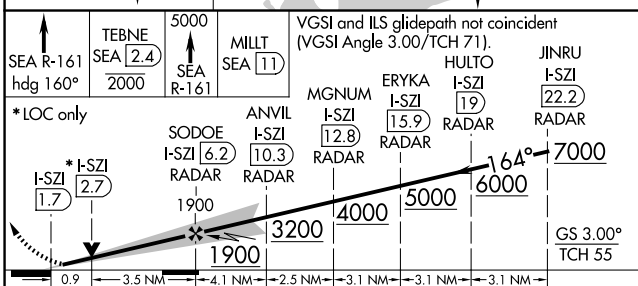 SEA R-161
hdg 160°
TEBNE
SEA 2.4
2000
5000
SEA
R-161
MILLT
SEA 11
VGSI and ILS glidepath not coincident
(VGSI Angle 3.00/TCH 71).
*LOC only
I-SZI
1.7
* I-SZI
2.7
SODOE
I-SZI 6.2
RADAR
1900
ANVIL
I-SZI
10.3
RADAR
MGNUM
I-SZI
12.8
RADAR
ERYKA
I-SZI
15.9
RADAR
HULTO
I-SZI
19
RADAR
JINRU
I-SZI
22.2
RADAR
164°
7000
6000
5000
4000
3200
1900
GS 3.00°
TCH 55
0.9
3.5 NM
4.1 NM
2.5 NM
3.1 NM
3.1 NM
3.1 NM